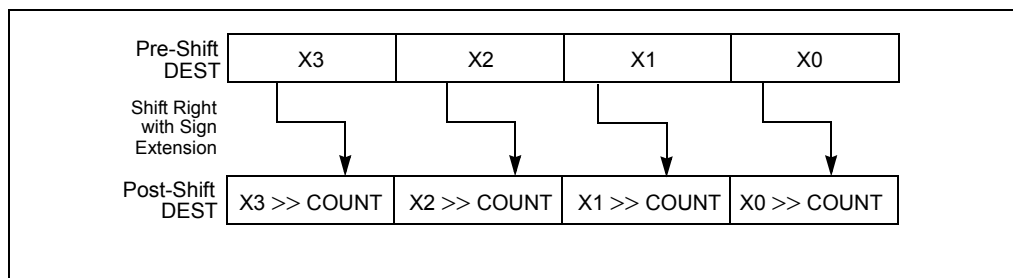 Pre-Shift
DEST
X3 X2 X1 X0
Shift Right
with Sign
Extension
Post-Shift
DEST
X3 >> COUNT X2 >> COUNT X1 >> COUNT X0 >> COUNT